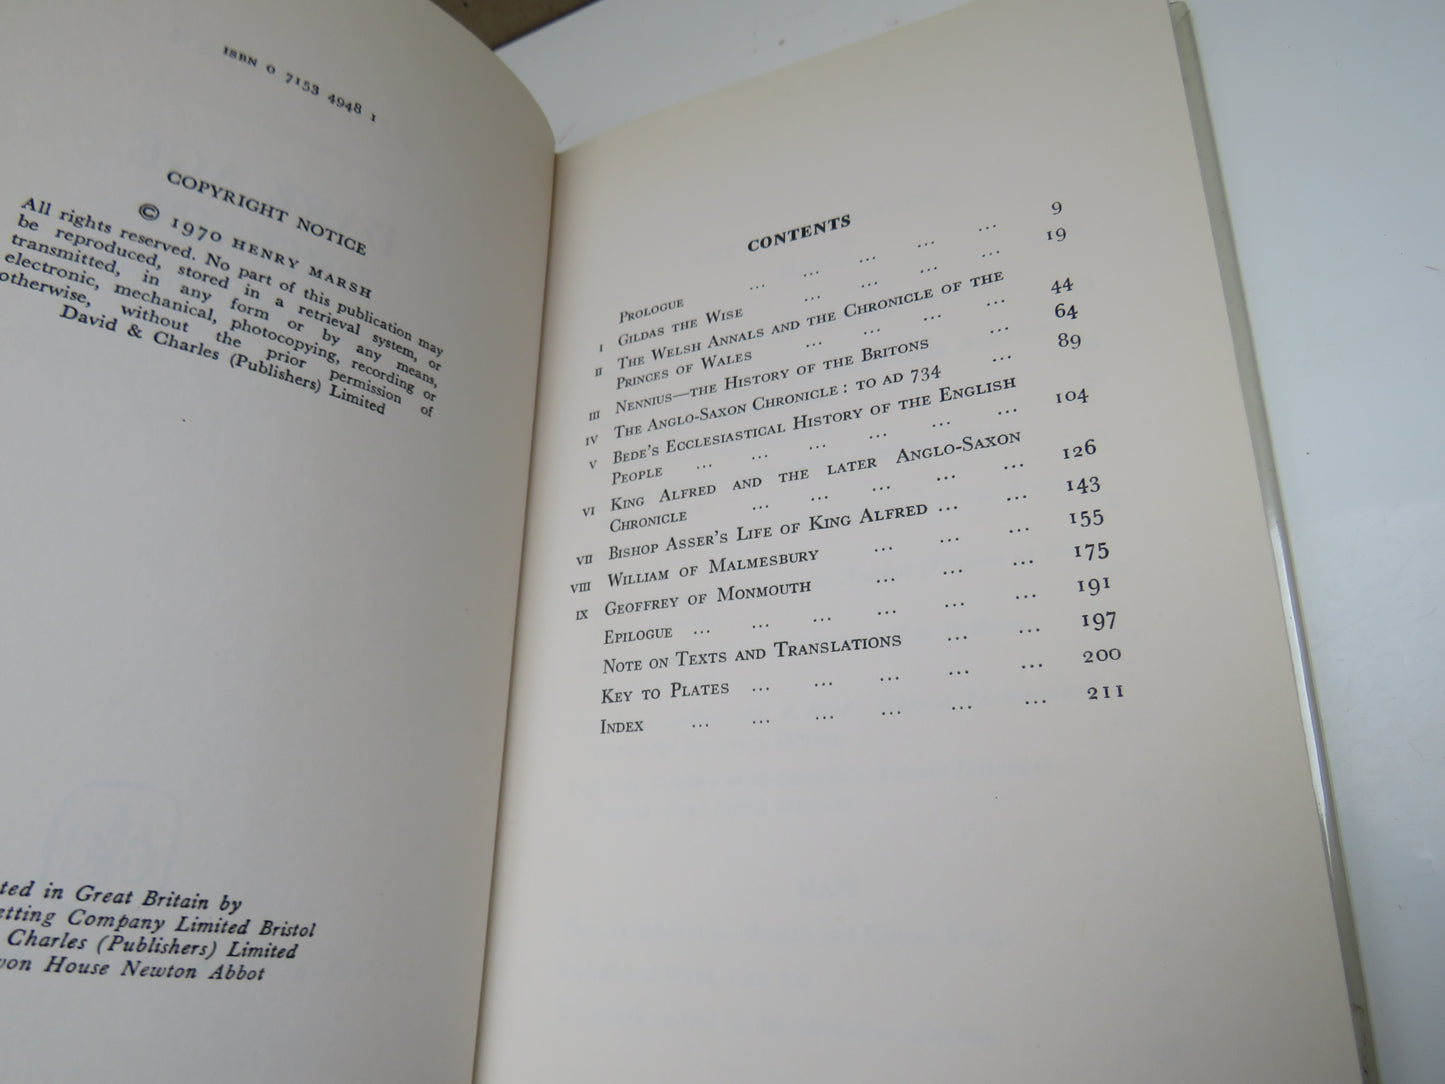 ISBN 0 7153 4948 1
COPYRIGHT NOTICE
© 1970 HENRY MARSH
All rights reserved. No part of this publication may
be reproduced, stored in a retrieval system, or
transmitted, in any form or by any means,
electronic, mechanical, photocopying, recording or
otherwise, without the prior permission of
David & Charles (Publishers) Limited
in Great Britain by
Company Limited Bristol
Charles (Publishers) Limited
House Newton Abbot
CONTENTS
PROLOGUE ... ... ... ... 9
I GILDAS THE WISE ... ... ... ... 19
II THE WELSH ANNALS AND THE CHRONICLE OF THE
PRINCES OF WALES ... ... ... ... 44
III NENNIUS—THE HISTORY OF THE BRITONS ... 64
IV THE ANGLO-SAXON CHRONICLE: TO AD 734 ... 89
V BEDE'S ECCLESIASTICAL HISTORY OF THE ENGLISH
PEOPLE ... ... ... ... ... ... 104
VI KING ALFRED AND THE LATER ANGLO-SAXON
CHRONICLE ... ... ... ... ... 126
VII BISHOP ASSER'S LIFE OF KING ALFRED ... ... 143
VIII WILLIAM OF MALMESBURY ... ... ... 155
IX GEOFFREY OF MONMOUTH ... ... ... 175
EPILOGUE ... ... ... ... ... ... 191
NOTE ON TEXTS AND TRANSLATIONS ... ... 197
KEY TO PLATES ... ... ... ... ... 200
INDEX ... ... ... ... ... ... 211